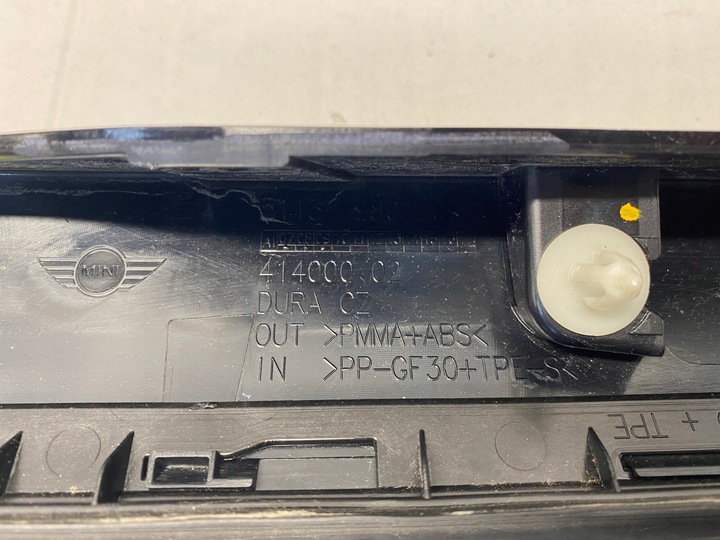 MINI
414000 02
DURA CZ
OUT >PMMA+ABS<
IN >PP-GF30+TPE-S<
+ TPE